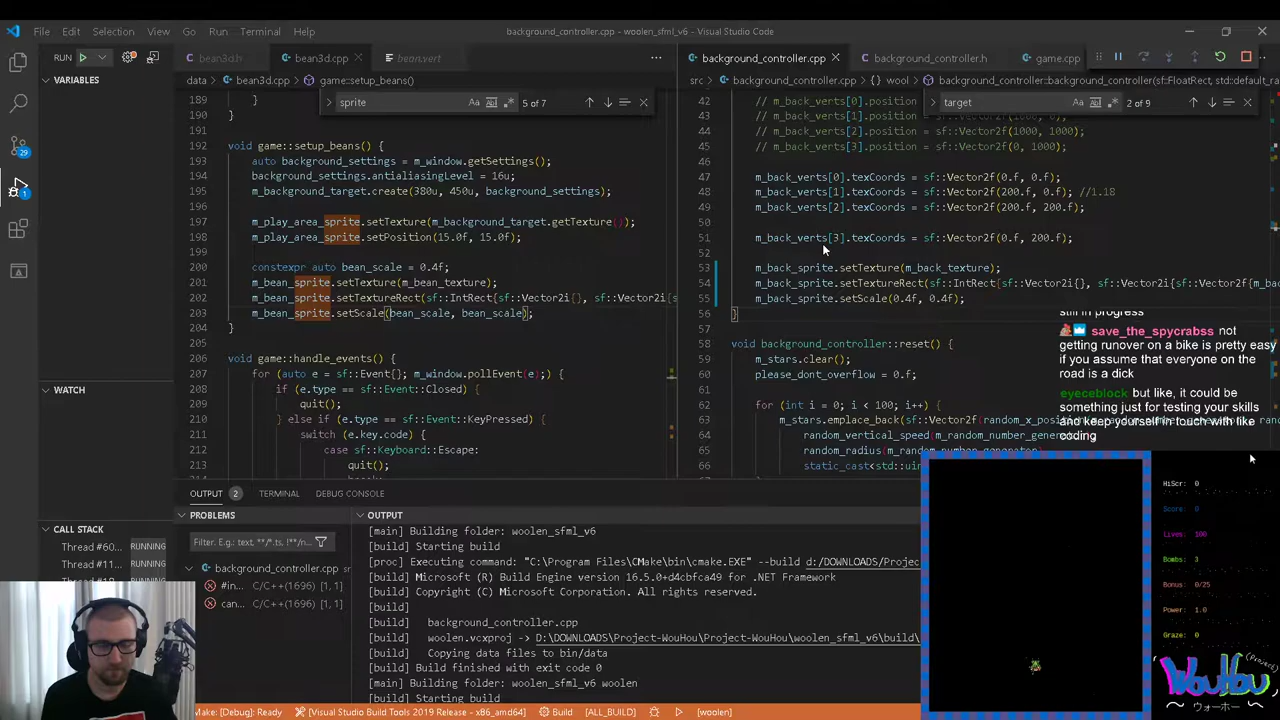 File Edit Selection View Go Run Terminal Help
background_controller.cpp - woolen_sfml_v6 - Visual Studio Code
RUN
bean3d.h bean3d.cpp bean.vert
background_controller.cpp background_controller.h game.cpp
VARIABLES
data > bean3d.cpp > game::setup_beans()
src > background_controller.cpp > {} wool > background_controller::background_controller(sf::FloatRect, std::default_ra
sprite Aa 5 of 7
target Aa 2 of 9
189 }
190 }
191
192 void game::setup_beans() {
193 auto background_settings = m_window.getSettings();
194 background_settings.antialiasingLevel = 16u;
195 m_background_target.create(380u, 450u, background_settings);
196
197 m_play_area_sprite.setTexture(m_background_target.getTexture());
198 m_play_area_sprite.setPosition(15.0f, 15.0f);
199
200 constexpr auto bean_scale = 0.4f;
201 m_bean_sprite.setTexture(m_bean_texture);
202 m_bean_sprite.setTextureRect(sf::IntRect{sf::Vector2i{}, sf::Vector2i{s
203 m_bean_sprite.setScale(bean_scale, bean_scale);
204 }
205
206 void game::handle_events() {
207 for (auto e = sf::Event{}; m_window.pollEvent(e);) {
208 if (e.type == sf::Event::Closed) {
209 quit();
210 } else if (e.type == sf::Event::KeyPressed) {
211 switch (e.key.code) {
212 case sf::Keyboard::Escape:
213 quit();
42 // m_back_verts[0].position
43 // m_back_verts[1].position = sf::Vector2f(1000, 0);
44 // m_back_verts[2].position = sf::Vector2f(1000, 1000);
45 // m_back_verts[3].position = sf::Vector2f(0, 1000);
46
47 m_back_verts[0].texCoords = sf::Vector2f(0.f, 0.f);
48 m_back_verts[1].texCoords = sf::Vector2f(200.f, 0.f); //1.18
49 m_back_verts[2].texCoords = sf::Vector2f(200.f, 200.f);
50
51 m_back_verts[3].texCoords = sf::Vector2f(0.f, 200.f);
52
53 m_back_sprite.setTexture(m_back_texture);
54 m_back_sprite.setTextureRect(sf::IntRect{sf::Vector2i{}, sf::Vector2i{sf::Vector2f{m_ba
55 m_back_sprite.setScale(0.4f, 0.4f);
56 }
57
58 void background_controller::reset() {
59 m_stars.clear();
60 please_dont_overflow = 0.f;
61
62 for (int i = 0; i < 100; i++) {
63 m_stars.emplace_back(sf::Vector2f(random_x_position
64 random_vertical_speed(m_random_number_gene
65 random_radius(m_random_number_generator
66 static_cast<std::uin
still in progress
save_the_spycrabss not getting runover on a bike is pretty easy if you assume that everyone on the road is a dick
eyeceblock but like, it could be something just for testing your skills and keep yourself in touch with like coding
WATCH
CALL STACK RUNNING
Thread #60... RUNNING
Thread #11... RUNNING
RUNNING
OUTPUT 2 TERMINAL DEBUG CONSOLE
PROBLEMS
Filter. E.g.: text, **/*.ts, !**/n...
background_controller.cpp
#in... C/C++(1696) [1, 1]
can... C/C++(1696) [1, 1]
OUTPUT
[main] Building folder: woolen_sfml_v6
[build] Starting build
[proc] Executing command: "C:\Program Files\CMake\bin\cmake.EXE" --build d:/DOWNLOADS/Projec
[build] Microsoft (R) Build Engine version 16.5.0+d4cbfca49 for .NET Framework
[build] Copyright (C) Microsoft Corporation. All rights reserved.
[build]
[build] background_controller.cpp
[build] woolen.vcxproj -> D:\DOWNLOADS\Project-WouHou\Project-WouHou\woolen_sfml_v6\build\
[build] Copying data files to bin/data
[build] Build finished with exit code 0
[main] Building folder: woolen_sfml_v6 woolen
[build] Starting build
HiScr: 0
Score: 0
Lives: 100
Bombs: 3
Bonus: 0/25
Power: 1.0
Graze: 0
(Project)
WouHou
～ウォーホー～
Make: [Debug]: Ready [Visual Studio Build Tools 2019 Release - x86_amd64] Build [ALL_BUILD] [woolen]